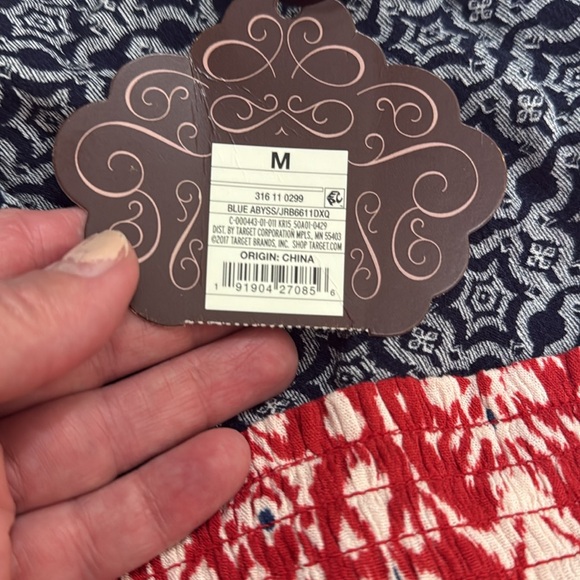 M
316 11 0299
BLUE ABYSS/JRB6611DXQ
C-000443-01-011 KR15 50A01-0429
DIST. BY TARGET CORPORATION MPLS, MN 55403
©2017 TARGET BRANDS, INC. SHOP TARGET.COM
ORIGIN: CHINA
1 91904 27085 6